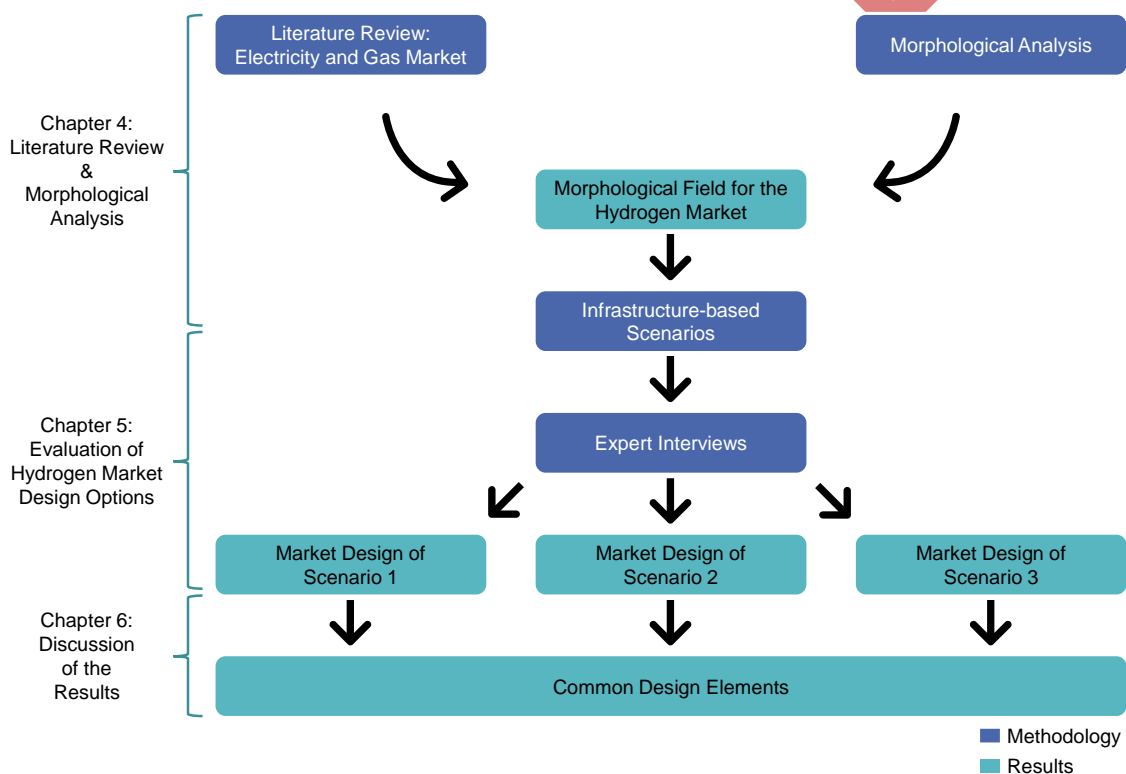 Literature Review:
Electricity and Gas Market
Morphological Analysis
Chapter 4:
Literature Review
&
Morphological
Analysis
Morphological Field for the
Hydrogen Market
Infrastructure-based
Scenarios
Chapter 5:
Evaluation of
Hydrogen Market
Design Options
Expert Interviews
Market Design of
Scenario 1
Market Design of
Scenario 2
Market Design of
Scenario 3
Chapter 6:
Discussion
of the
Results
Common Design Elements
Methodology
Results